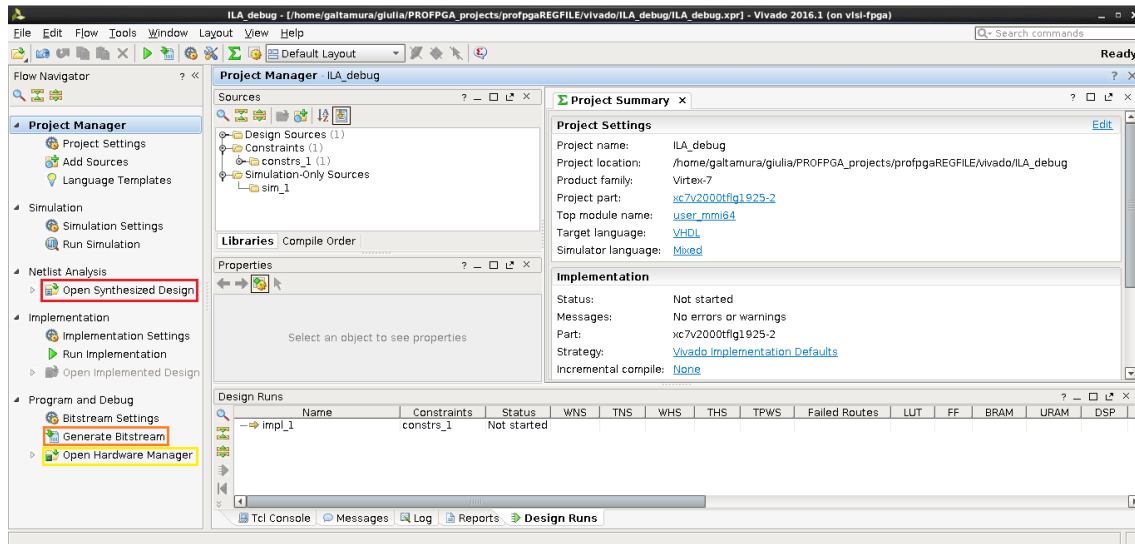 ILA_debug - [/home/galtamura/giulia/PROFPGA_projects/profpgaREGFILE/vivado/ILA_debug/ILA_debug.xpr] - Vivado 2016.1 (on vlsi-fpga)
File Edit Flow Tools Window Layout View Help
Q- Search commands
Default Layout
Ready
Flow Navigator
Project Manager
Project Settings
Add Sources
Language Templates
Simulation
Simulation Settings
Run Simulation
Netlist Analysis
Open Synthesized Design
Implementation
Implementation Settings
Run Implementation
Open Implemented Design
Program and Debug
Bitstream Settings
Generate Bitstream
Open Hardware Manager
Project Manager - ILA_debug
Sources
Design Sources (1)
Constraints (1)
constrs_1 (1)
Simulation-Only Sources
sim_1
Libraries Compile Order
Properties
Select an object to see properties
Σ Project Summary ×
Project Settings Edit
Project name: ILA_debug
Project location: /home/galtamura/giulia/PROFPGA_projects/profpgaREGFILE/vivado/ILA_debug
Product family: Virtex-7
Project part: xc7v2000tflg1925-2
Top module name: user_mmi64
Target language: VHDL
Simulator language: Mixed
Implementation
Status: Not started
Messages: No errors or warnings
Part: xc7v2000tflg1925-2
Strategy: Vivado Implementation Defaults
Incremental compile: None
Design Runs
Name Constraints Status WNS TNS WHS THS TPWS Failed Routes LUT FF BRAM URAM DSP
impl_1 constrs_1 Not started
Tcl Console Messages Log Reports Design Runs